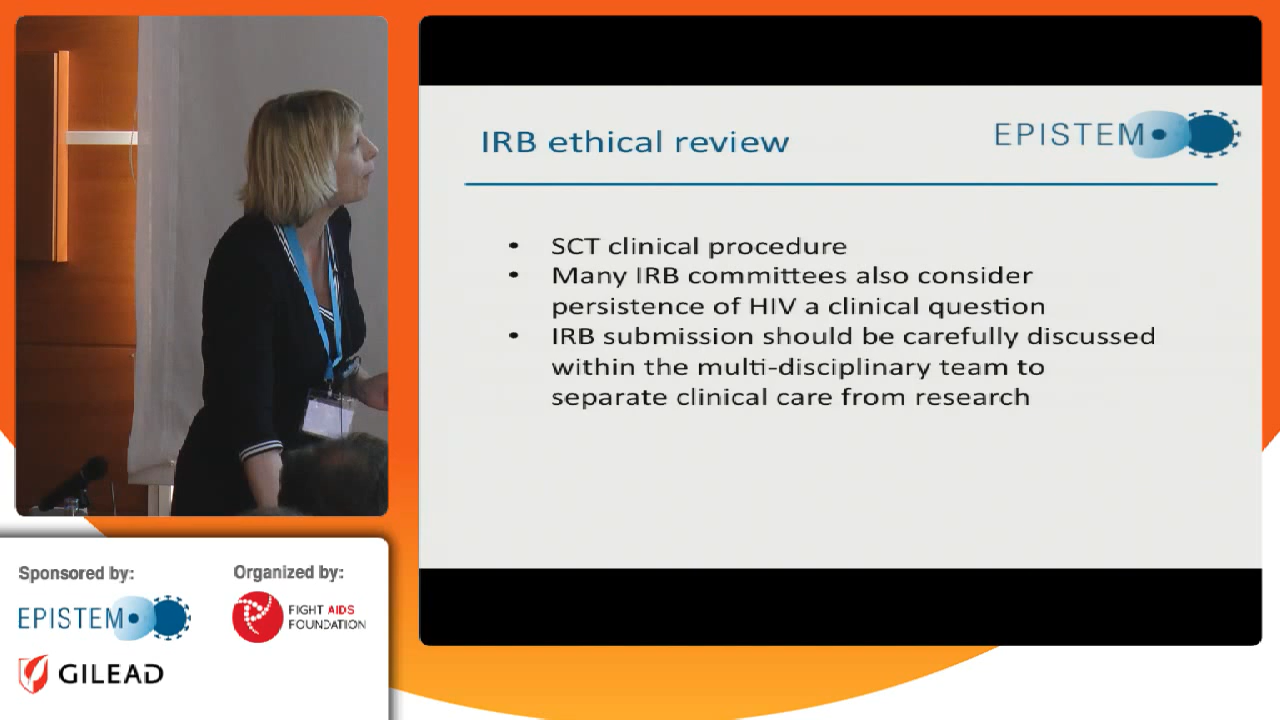 IRB ethical review
EPISTEM
• SCT clinical procedure
• Many IRB committees also consider
persistence of HIV a clinical question
• IRB submission should be carefully discussed
within the multi-disciplinary team to
separate clinical care from research
Sponsored by:
EPISTEM
GILEAD
Organized by:
FIGHT AIDS
FOUNDATION